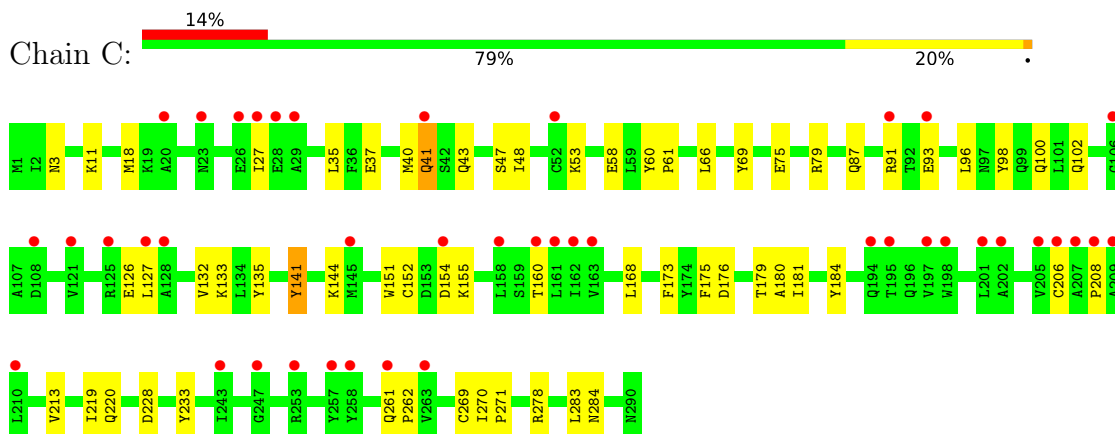 14%
Chain C:
79% 20% •
M1 I2 N3 K11 M18 K19 A20 N23 E26 I27 E28 A29 L35 F36 E37 M40 Q41 S42 Q43 S47 I48 C52 K53 E58 L59 Y60 P61 L66 Y69 E75 R79 Q87 R91 T92 E93 L96 N97 Y98 Q99 Q100 L101 Q102 G106
A107 D108 V121 R125 E126 L127 A128 V132 K133 L134 Y135 Y141 K144 M145 W151 C152 D153 D154 K155 L158 S159 T160 L161 I162 V163 L168 F173 Y174 F175 D176 T179 A180 I181 Y184 Q194 T195 Q196 V197 W198 L201 A202 V205 C206 A207 P208 A209
L210 V213 I219 Q220 D228 Y233 I243 G247 R253 Y257 Y258 Q261 P262 V263 C269 I270 P271 R278 L283 N284 N290